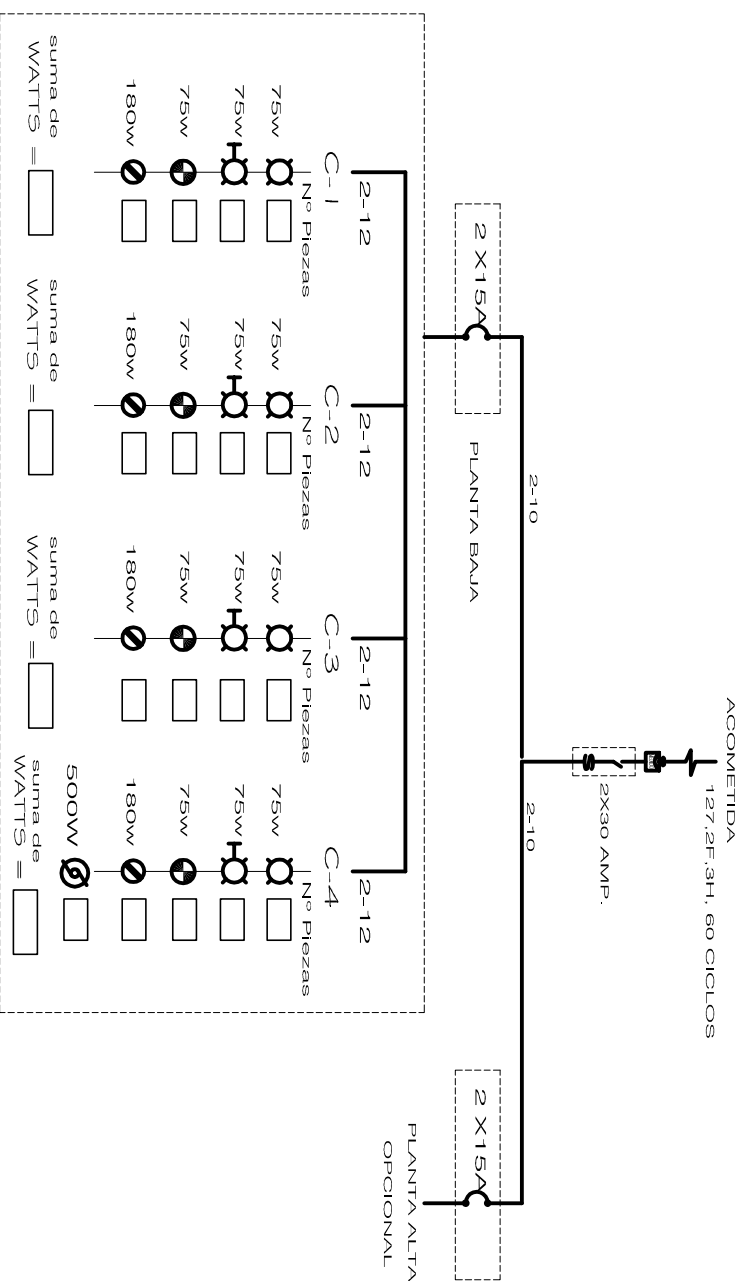 ACOMETIDA
127,2F,3H, 60 CICLOS
2X30 AMP.
2-10
2-10
2 X15A
PLANTA BAJA
2 X15A
PLANTA ALTA
OPCIONAL
2-12
C-1
Nº Piezas
75w
75w
75w
180w
suma de
WATTS =
2-12
C-2
Nº Piezas
75w
75w
75w
180w
suma de
WATTS =
2-12
C-3
Nº Piezas
75w
75w
75w
180w
suma de
WATTS =
2-12
C-4
Nº Piezas
75w
75w
75w
180w
500W
suma de
WATTS =